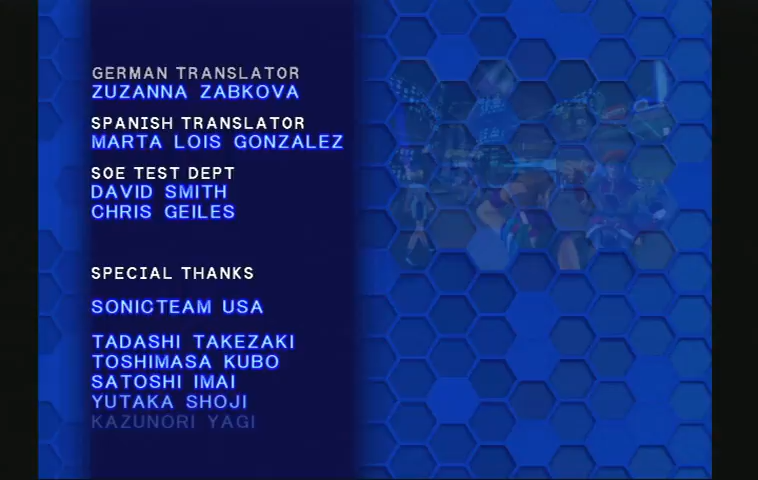 GERMAN TRANSLATOR
ZUZANNA ZABKOVA
SPANISH TRANSLATOR
MARTA LOIS GONZALEZ
SOE TEST DEPT
DAVID SMITH
CHRIS GEILES
SPECIAL THANKS
SONICTEAM USA
TADASHI TAKEZAKI
TOSHIMASA KUBO
SATOSHI IMAI
YUTAKA SHOJI
KAZUNORI YAGI